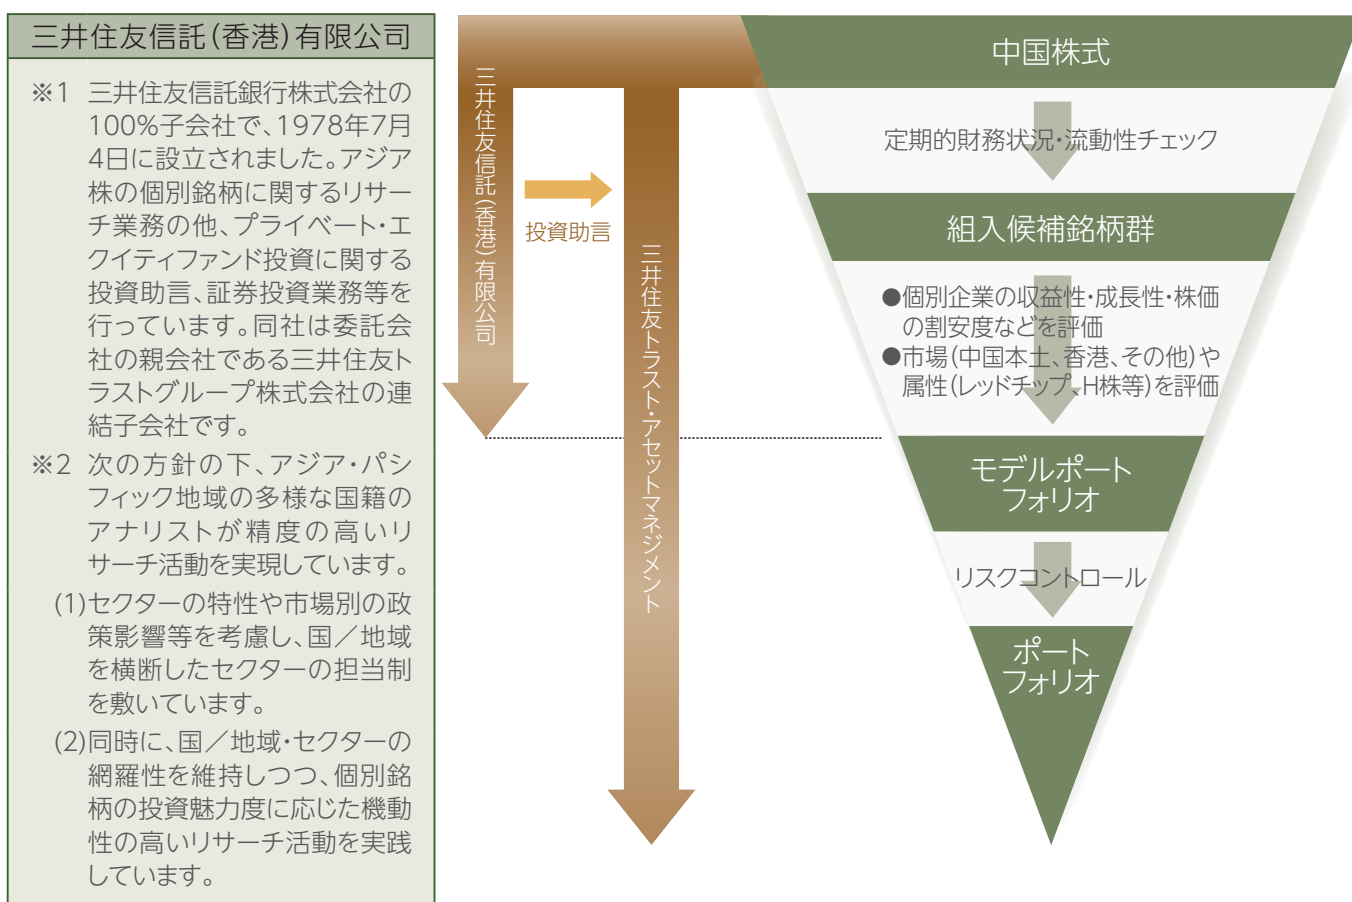 三井住友信託(香港)有限公司
※1 三井住友信託銀行株式会社の
100%子会社で、1978年7月
4日に設立されました。アジア
株の個別銘柄に関するリサー
チ業務の他、プライベート・エ
クイティファンド投資に関する
投資助言、証券投資業務等を
行っています。同社は委託会
社の親会社である三井住友ト
ラストグループ株式会社の連
結子会社です。
※2 次の方針の下、アジア・パシ
フィック地域の多様な国籍の
アナリストが精度の高いリ
サーチ活動を実現しています。
(1)セクターの特性や市場別の政
策影響等を考慮し、国／地域
を横断したセクターの担当制
を敷いています。
(2)同時に、国／地域・セクターの
網羅性を維持しつつ、個別銘
柄の投資魅力度に応じた機動
性の高いリサーチ活動を実践
しています。
三井住友信託(香港)有限公司
投資助言
三井住友トラスト・アセットマネジメント
中国株式
定期的財務状況・流動性チェック
組入候補銘柄群
●個別企業の収益性・成長性・株価
の割安度などを評価
●市場(中国本土、香港、その他)や
属性(レッドチップ、H株等)を評価
モデルポート
フォリオ
リスクコントロール
ポート
フォリオ